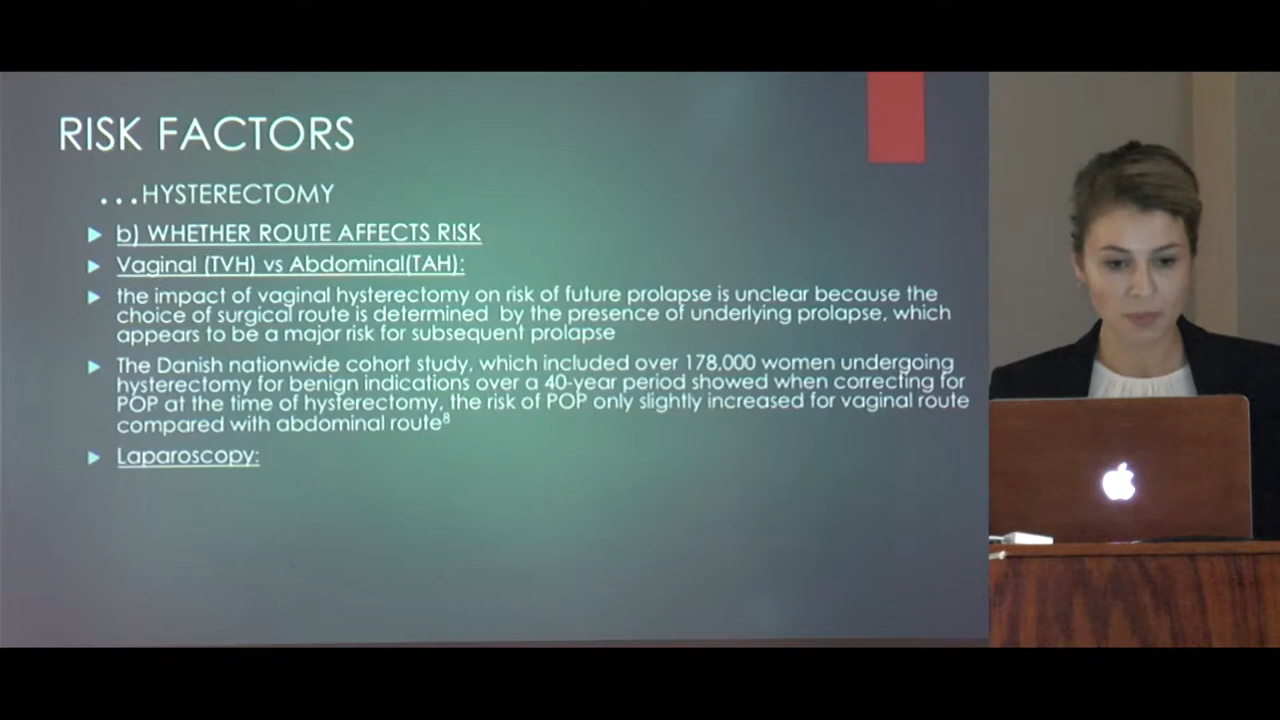 RISK FACTORS
...HYSTERECTOMY
b) WHETHER ROUTE AFFECTS RISK
Vaginal (TVH) vs Abdominal(TAH):
the impact of vaginal hysterectomy on risk of future prolapse is unclear because the
choice of surgical route is determined by the presence of underlying prolapse, which
appears to be a major risk for subsequent prolapse
The Danish nationwide cohort study, which included over 178,000 women undergoing
hysterectomy for benign indications over a 40-year period showed when correcting for
POP at the time of hysterectomy, the risk of POP only slightly increased for vaginal route
compared with abdominal route⁸
Laparoscopy: